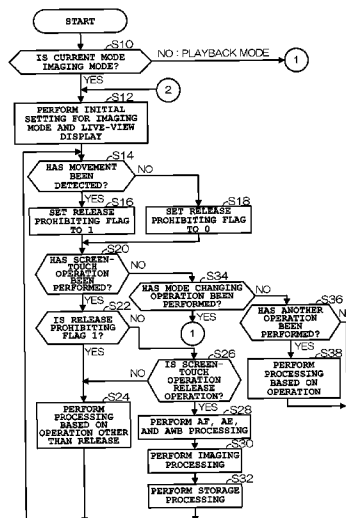 START
S10
IS CURRENT MODE
IMAGING MODE?
NO : PLAYBACK MODE
1
YES
2
S12
PERFORM INITIAL
SETTING FOR IMAGING
MODE AND LIVE-VIEW
DISPLAY
S14
HAS MOVEMENT
BEEN
DETECTED?
NO
YES
S16
SET RELEASE
PROHIBITING FLAG
TO 1
S18
SET RELEASE
PROHIBITING FLAG
TO 0
S20
HAS SCREEN-
TOUCH
OPERATION
BEEN
PERFORMED?
NO
YES
S34
HAS MODE CHANGING
OPERATION BEEN
PERFORMED?
NO
YES
1
S36
HAS ANOTHER
OPERATION
BEEN
PERFORMED?
NO
YES
S38
PERFORM
PROCESSING
BASED ON
OPERATION
S22
IS RELEASE
PROHIBITING
FLAG 1?
NO
YES
S26
IS SCREEN-
TOUCH
OPERATION
RELEASE
OPERATION?
NO
YES
S24
PERFORM
PROCESSING
BASED ON
OPERATION OTHER
THAN RELEASE
S28
PERFORM AF, AE,
AND AWB PROCESSING
S30
PERFORM IMAGING
PROCESSING
S32
PERFORM STORAGE
PROCESSING